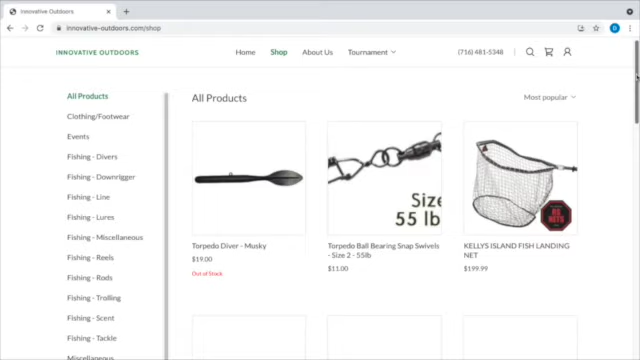 Innovative Outdoors
innovative-outdoors.com/shop
D
INNOVATIVE OUTDOORS
Home
Shop
About Us
Tournament
(716) 481-5348
All Products
Clothing/Footwear
Events
Fishing - Divers
Fishing - Downrigger
Fishing - Line
Fishing - Lures
Fishing - Miscellaneous
Fishing - Reels
Fishing - Rods
Fishing - Trolling
Fishing - Scent
Fishing - Tackle
Miscellaneous
All Products
Most popular
Size
55 lb
RS
NETS
Torpedo Diver - Musky
$19.00
Out of Stock
Torpedo Ball Bearing Snap Swivels
- Size 2 - 55lb
$11.00
KELLYS ISLAND FISH LANDING
NET
$199.99